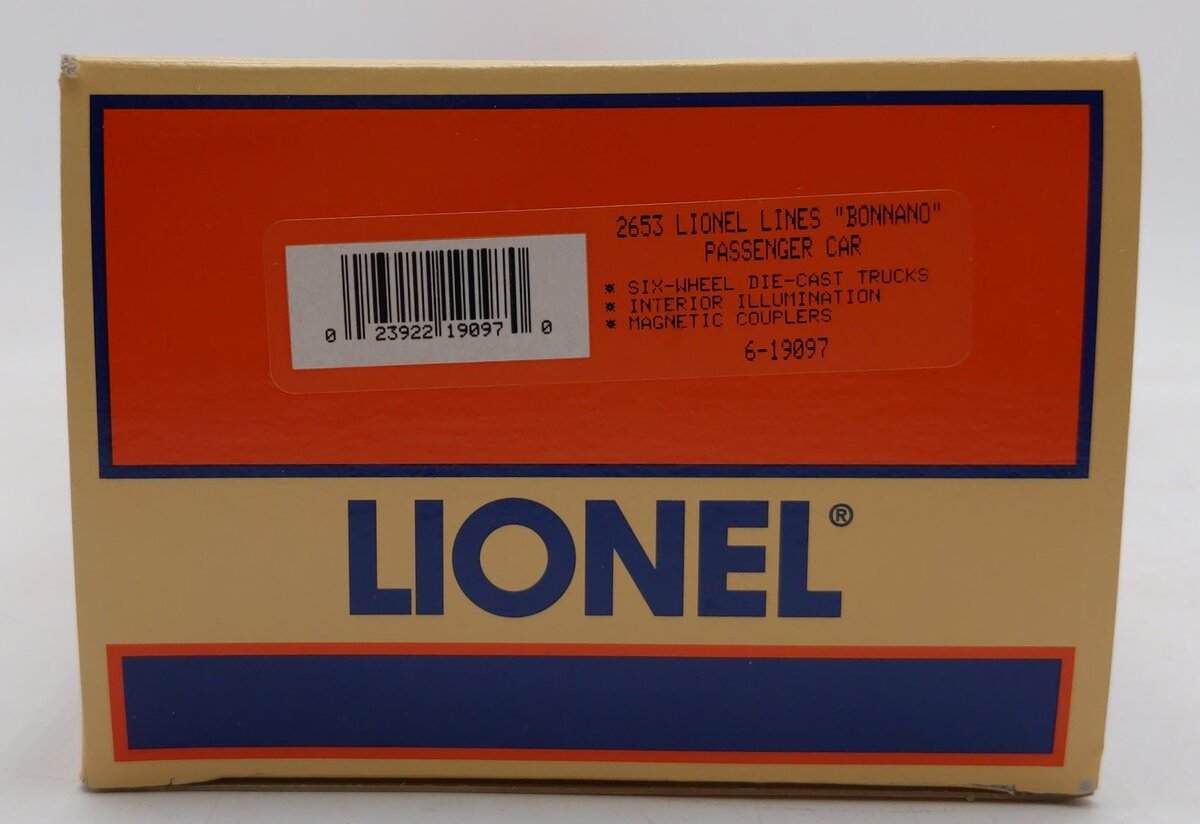 2653 LIONEL LINES "BONNANO"
PASSENGER CAR
* SIX-WHEEL DIE-CAST TRUCKS
* INTERIOR ILLUMINATION
* MAGNETIC COUPLERS
6-19097
0 23922 19097 0
LIONEL®